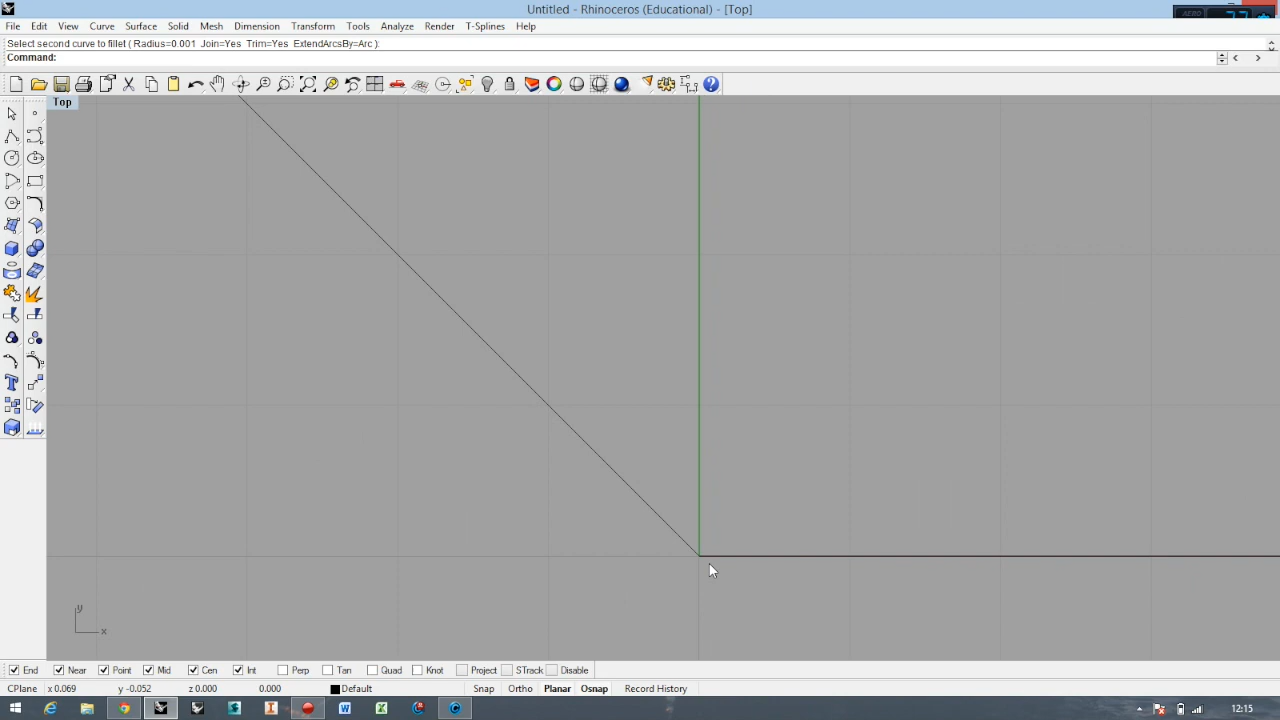 Untitled - Rhinoceros (Educational) - [Top]
AERO
File Edit View Curve Surface Solid Mesh Dimension Transform Tools Analyze Render T-Splines Help
Select second curve to fillet ( Radius=0.001 Join=Yes Trim=Yes ExtendArcsBy=Arc ):
Command:
Top
y
x
End Near Point Mid Cen Int Perp Tan Quad Knot Project STrack Disable
CPlane x 0.069 y -0.052 z 0.000 0.000 Default Snap Ortho Planar Osnap Record History
12:15